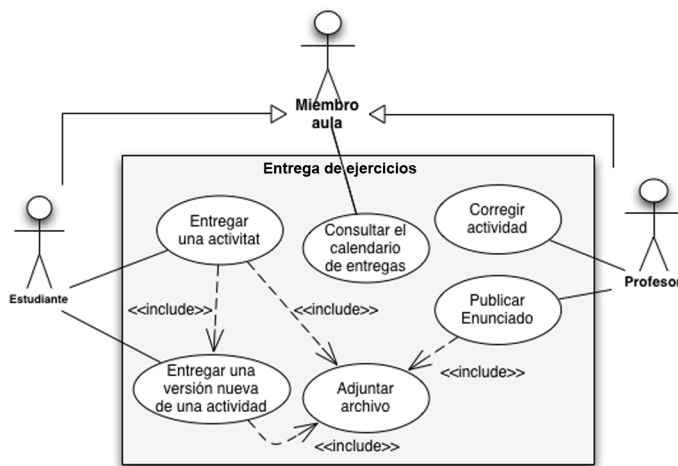 Miembro
aula
Entrega de ejercicios
Entregar
una activitat
Consultar el
calendario
de entregas
Corregir
actividad
Estudiante
Profesor
<<include>>
<<include>>
Publicar
Enunciado
Entregar una
versión nueva
de una actividad
Adjuntar
archivo
<<include>>
<<include>>